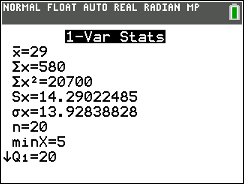 NORMAL FLOAT AUTO REAL RADIAN MP
1-Var Stats
x̄=29
Σx=580
Σx²=20700
Sx=14.29022485
σx=13.92838828
n=20
minX=5
↓Q₁=20